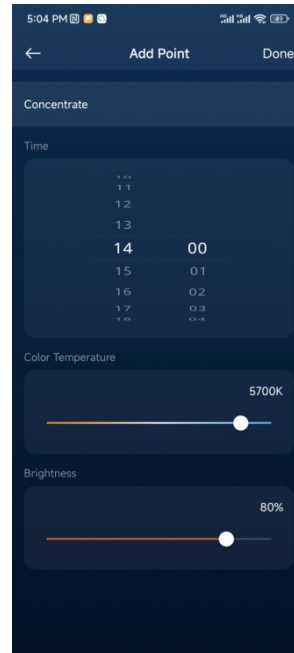 5:04 PM
Add Point
Done
Concentrate
Time
11
12
13
14 00
15 01
16 02
17 03
Color Temperature
5700K
Brightness
80%